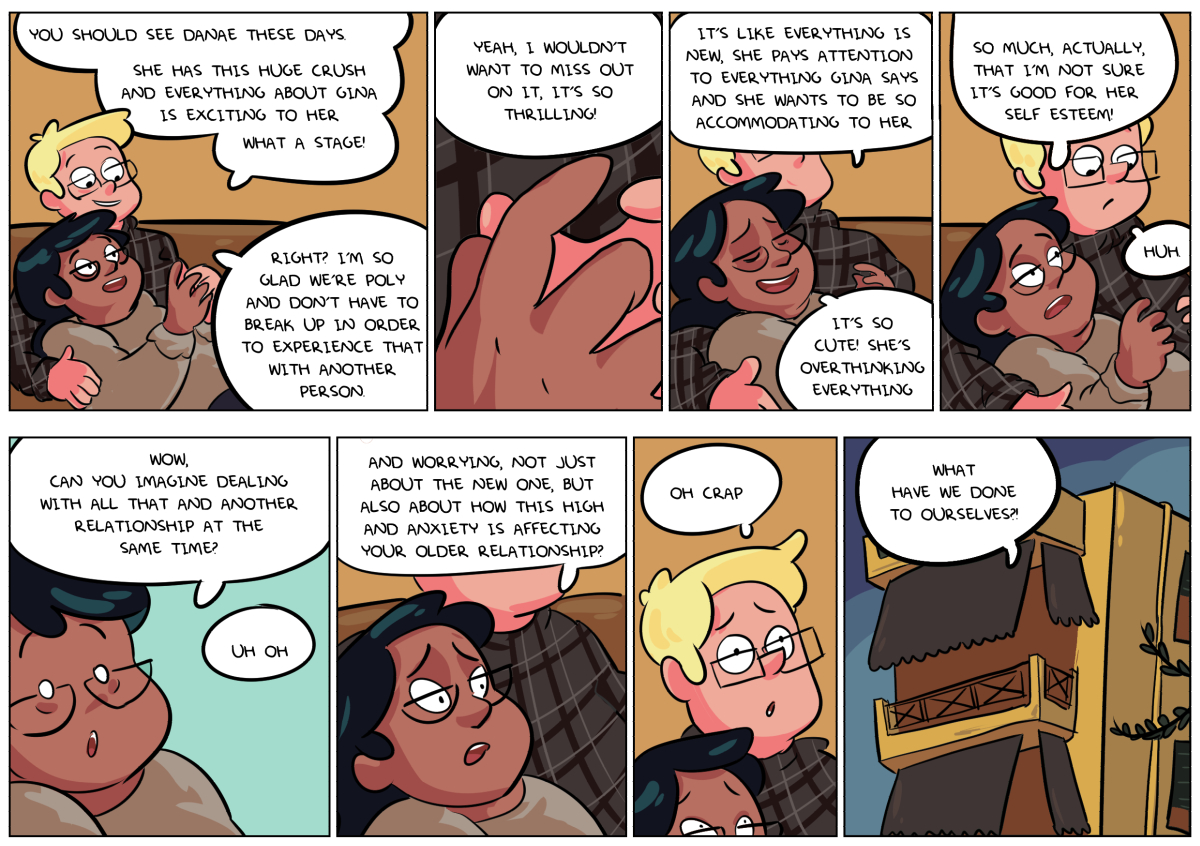 YOU SHOULD SEE DANAE THESE DAYS.
SHE HAS THIS HUGE CRUSH
AND EVERYTHING ABOUT GINA
IS EXCITING TO HER
WHAT A STAGE!
RIGHT? I'M SO
GLAD WE'RE POLY
AND DON'T HAVE TO
BREAK UP IN ORDER
TO EXPERIENCE THAT
WITH ANOTHER
PERSON.
YEAH, I WOULDN'T
WANT TO MISS OUT
ON IT, IT'S SO
THRILLING!
IT'S LIKE EVERYTHING IS
NEW, SHE PAYS ATTENTION
TO EVERYTHING GINA SAYS
AND SHE WANTS TO BE SO
ACCOMMODATING TO HER
IT'S SO
CUTE! SHE'S
OVERTHINKING
EVERYTHING
SO MUCH, ACTUALLY,
THAT I'M NOT SURE
IT'S GOOD FOR HER
SELF ESTEEM!
HUH.
WOW,
CAN YOU IMAGINE DEALING
WITH ALL THAT AND ANOTHER
RELATIONSHIP AT THE
SAME TIME?
UH OH
AND WORRYING, NOT JUST
ABOUT THE NEW ONE, BUT
ALSO ABOUT HOW THIS HIGH
AND ANXIETY IS AFFECTING
YOUR OLDER RELATIONSHIP?
OH CRAP
WHAT
HAVE WE DONE
TO OURSELVES?!